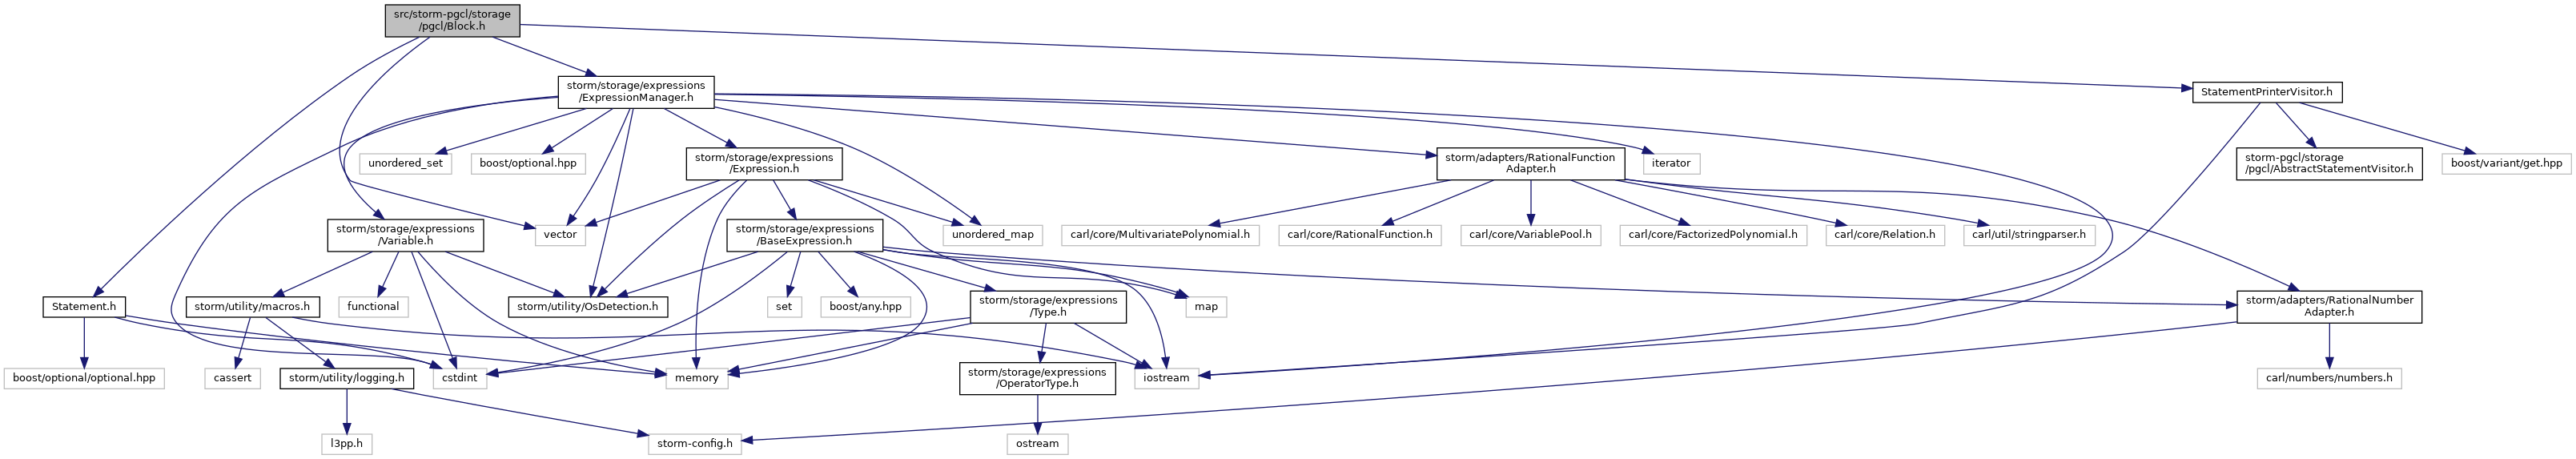 src/storm-pgcl/storage
/pgcl/Block.h
storm/storage/expressions
/ExpressionManager.h
StatementPrinterVisitor.h
unordered_set
boost/optional.hpp
storm/storage/expressions
/Expression.h
storm/adapters/RationalFunction
Adapter.h
iterator
storm-pgcl/storage
/pgcl/AbstractStatementVisitor.h
boost/variant/get.hpp
storm/storage/expressions
/Variable.h
vector
storm/storage/expressions
/BaseExpression.h
unordered_map
carl/core/MultivariatePolynomial.h
carl/core/RationalFunction.h
carl/core/VariablePool.h
carl/core/FactorizedPolynomial.h
carl/core/Relation.h
carl/util/stringparser.h
Statement.h
storm/utility/macros.h
functional
storm/utility/OsDetection.h
set
boost/any.hpp
storm/storage/expressions
/Type.h
map
storm/adapters/RationalNumber
Adapter.h
boost/optional/optional.hpp
cassert
storm/utility/logging.h
cstdint
memory
storm/storage/expressions
/OperatorType.h
iostream
carl/numbers/numbers.h
l3pp.h
storm-config.h
ostream